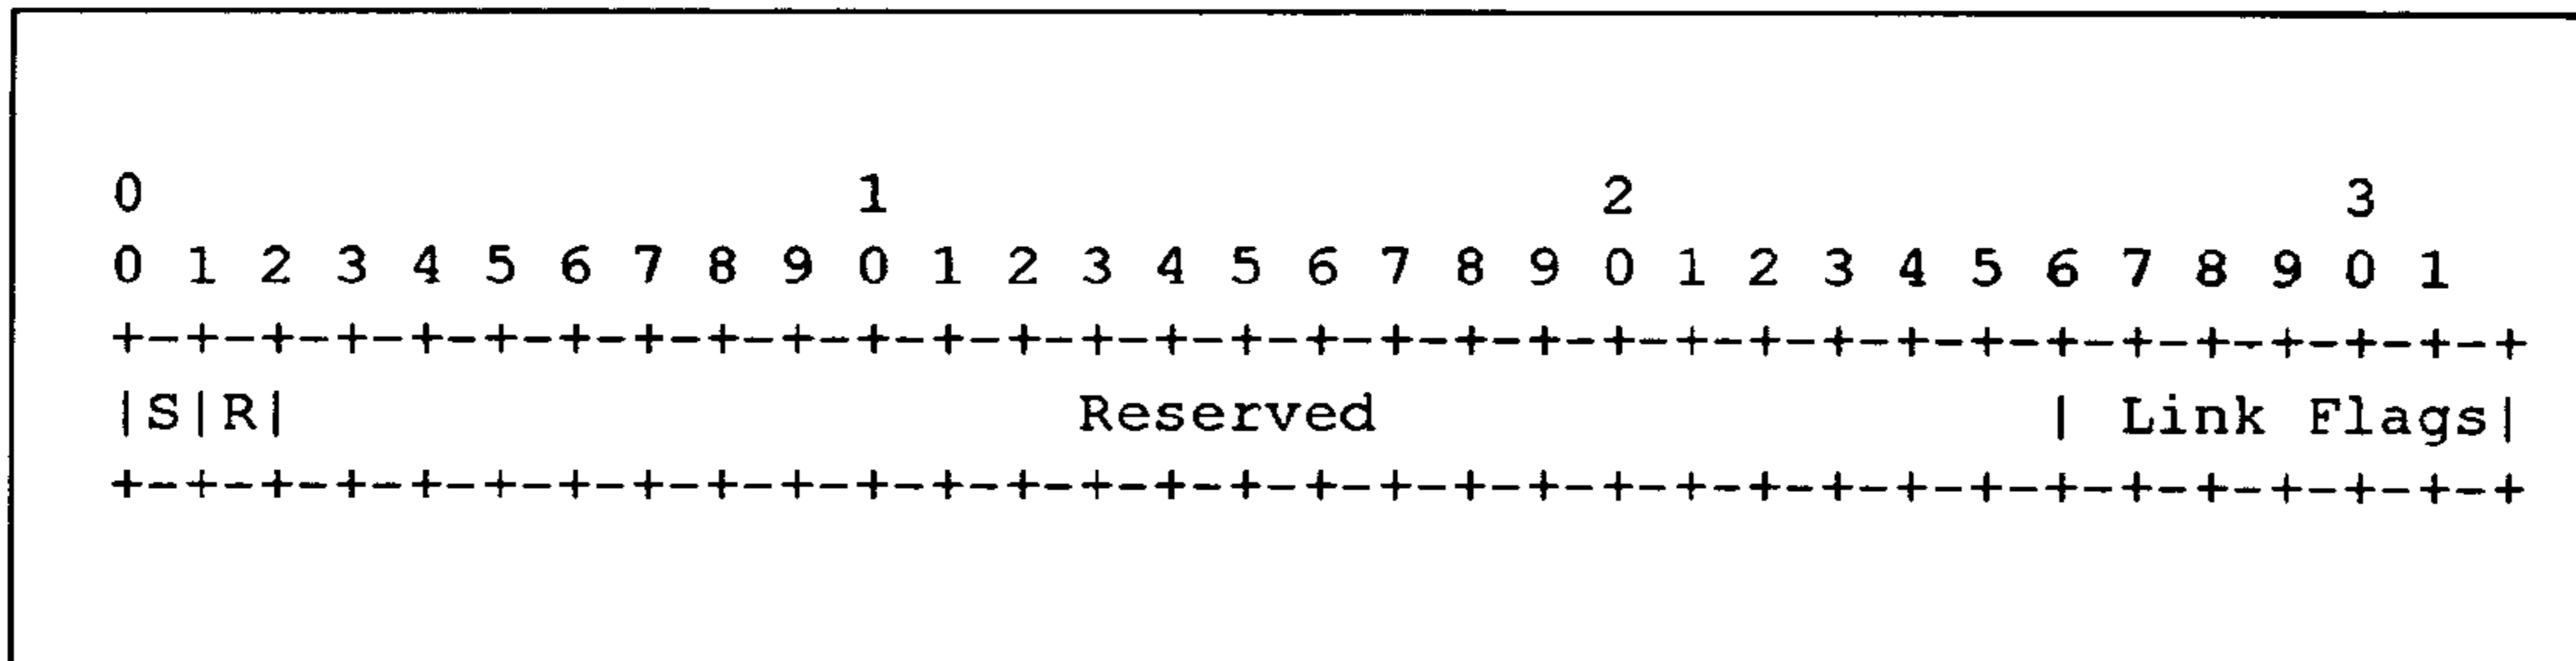 0                   1                   2                   3
0 1 2 3 4 5 6 7 8 9 0 1 2 3 4 5 6 7 8 9 0 1 2 3 4 5 6 7 8 9 0 1
+-+-+-+-+-+-+-+-+-+-+-+-+-+-+-+-+-+-+-+-+-+-+-+-+-+-+-+-+-+-+-+-+
|S|R|                     Reserved                  | Link Flags|
+-+-+-+-+-+-+-+-+-+-+-+-+-+-+-+-+-+-+-+-+-+-+-+-+-+-+-+-+-+-+-+-+